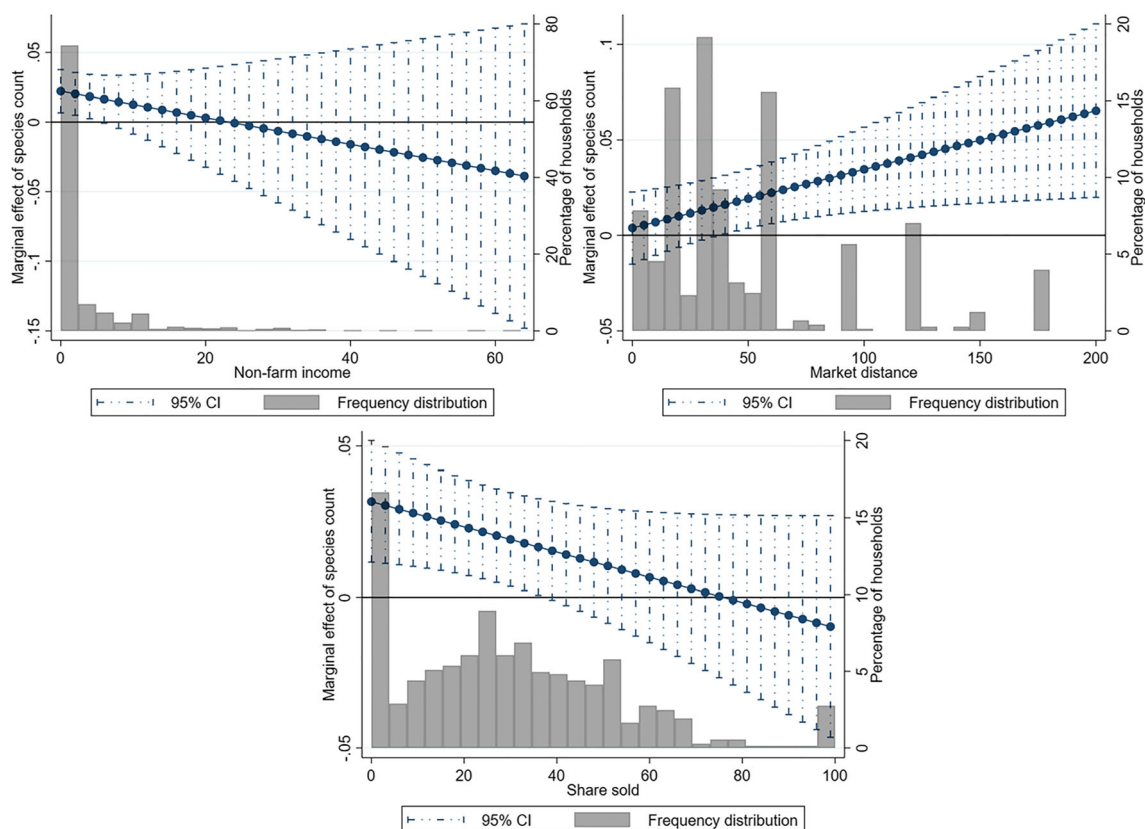 Marginal effect of species count
.05
0
-.05
-.1
-.15
80
60
40
20
0
Percentage of households
0 20 40 60
Non-farm income
95% CI Frequency distribution
Marginal effect of species count
.1
.05
0
-.05
20
15
10
5
0
Percentage of households
0 50 100 150 200
Market distance
95% CI Frequency distribution
Marginal effect of species count
.05
0
-.05
20
15
10
5
0
Percentage of households
0 20 40 60 80 100
Share sold
95% CI Frequency distribution